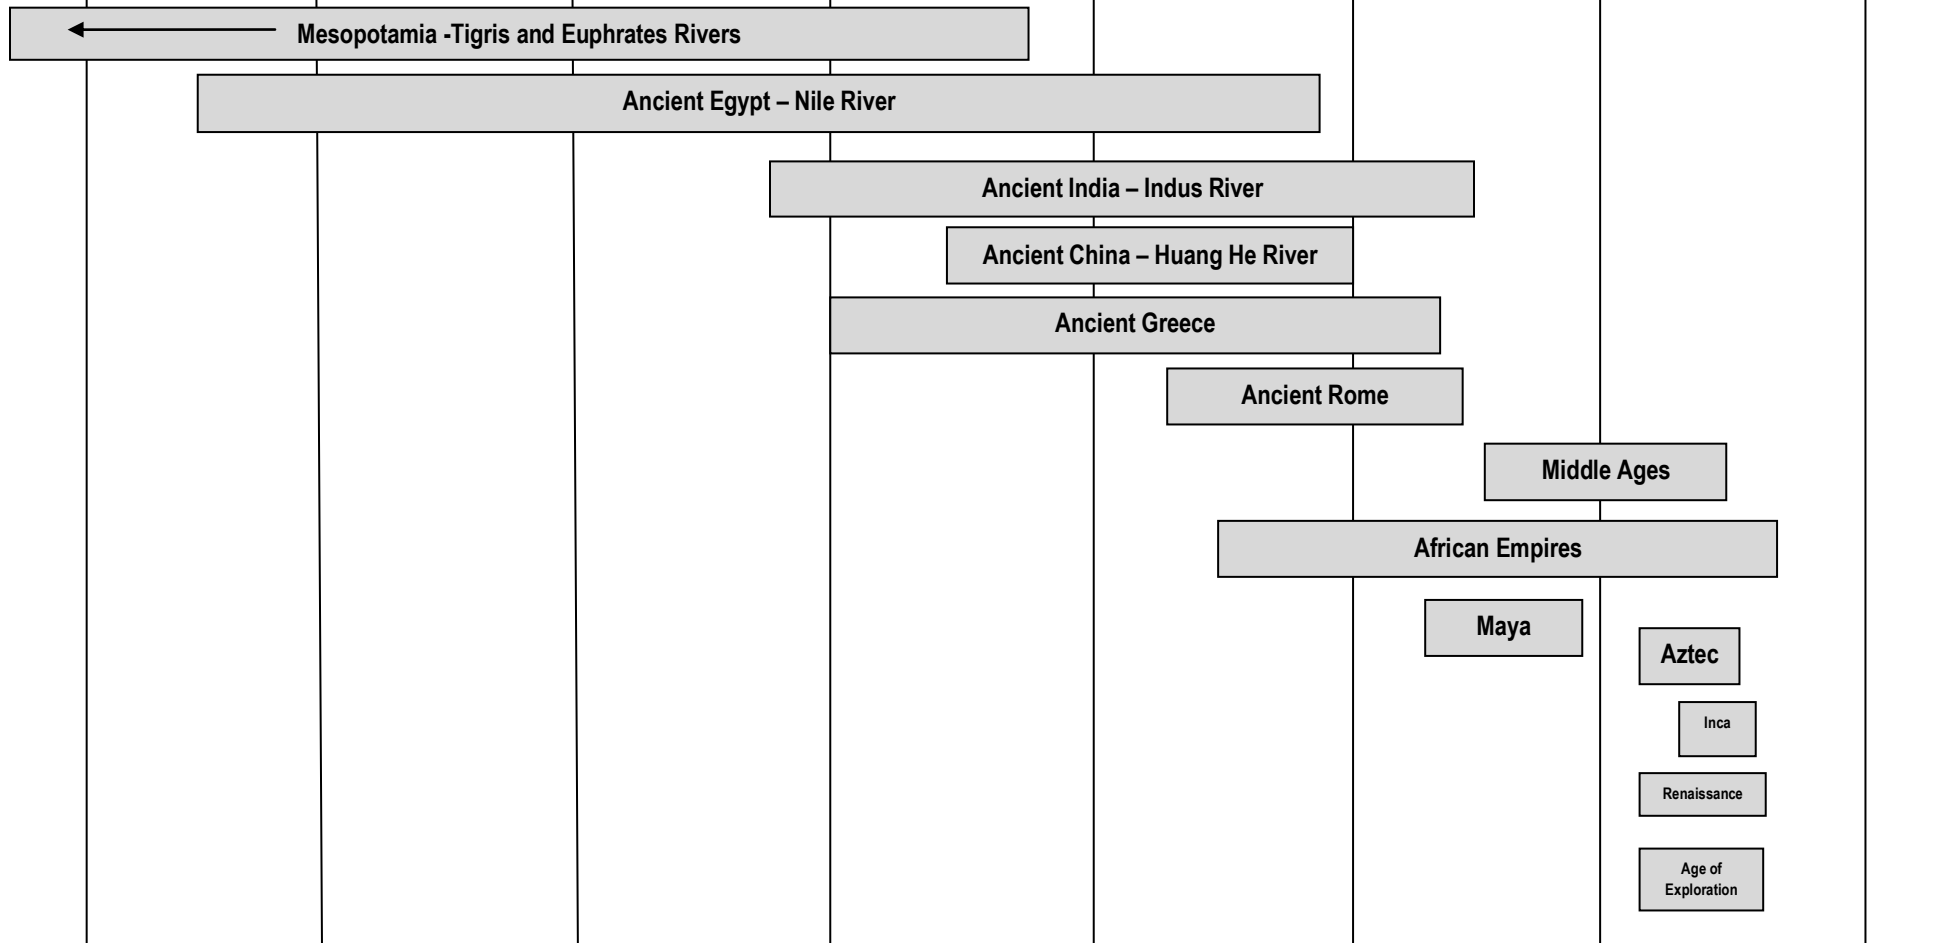 Mesopotamia -Tigris and Euphrates Rivers
Ancient Egypt – Nile River
Ancient India – Indus River
Ancient China – Huang He River
Ancient Greece
Ancient Rome
Middle Ages
African Empires
Maya
Aztec
Inca
Renaissance
Age of
Exploration